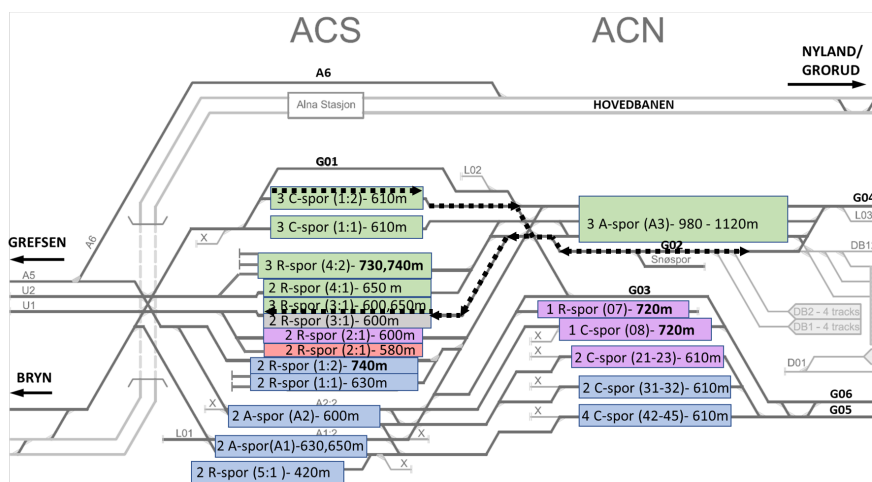 ACS
ACN
NYLAND/
GRORUD
A6
Alna Stasjon
HOVEDBANEN
G01
L02
3 C-spor (1:2)- 610m
G04
A6
X
3 C-spor (1:1)- 610m
3 A-spor (A3) - 980 - 1120m
L03
GREFSEN
G02
DB12
Snøspor
A5
3 R-spor (4:2)- 730,740m
U2
2 R-spor (4:1)- 650 m
G03
U1
3 R-spor (3:1)- 600,650m
1 R-spor (07)- 720m
DB2 - 4 tracks
2 R-spor (3:1)- 600m
X
1 C-spor (08)- 720m
DB1 - 4 tracks
2 R-spor (2:1)- 600m
2 R-spor (2:1)- 580m
X
2 C-spor (21-23)- 610m
2 R-spor (1:2)- 740m
D01
BRYN
2 R-spor (1:1)- 630m
X
2 C-spor (31-32)- 610m
X
A2:2
G06
2 A-spor (A2)- 600m
X
4 C-spor (42-45)- 610m
G05
L01
A1:2
X
2 A-spor(A1)-630,650m
X
2 R-spor (5:1 )- 420m